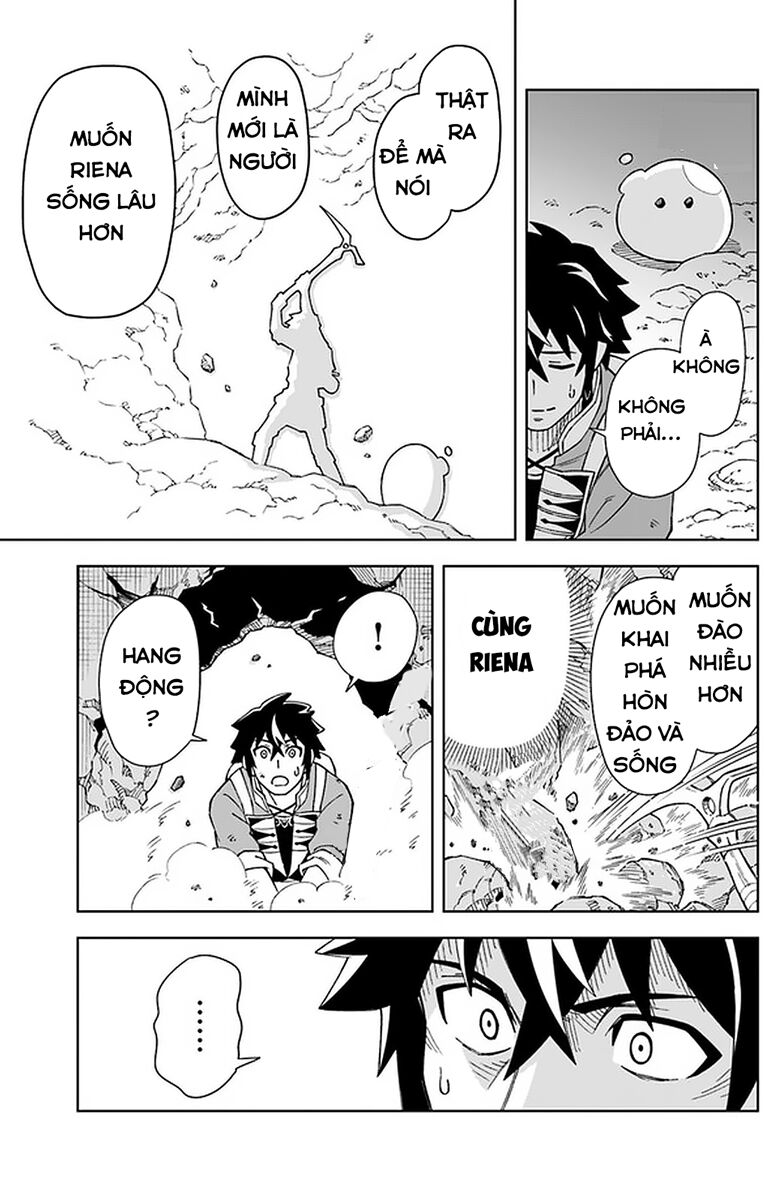 À
KHÔNG
KHÔNG
PHẢI...
THẬT
RA
ĐỂ MÀ
NÓI
MÌNH
MỚI LÀ
NGƯỜI
MUỐN
RIENA
SỐNG LÂU
HƠN
MUỐN
ĐÀO
NHIỀU
HƠN
MUỐN
KHAI
PHÁ
HÒN
ĐẢO VÀ
SỐNG
CÙNG
RIENA
!
HANG
ĐỘNG
?
......